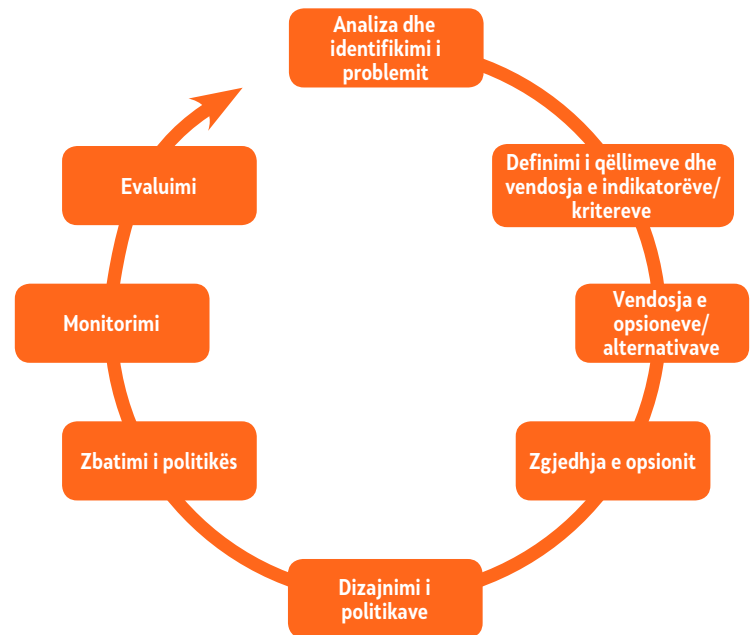 Analiza dhe
identifikimi i
problemit
Definimi i qëllimeve dhe
vendosja e indikatorëve/
kritereve
Vendosja e
opsioneve/
alternativave
Zgjedhja e opsionit
Dizajnimi i
politikave
Zbatimi i politikës
Monitorimi
Evaluimi